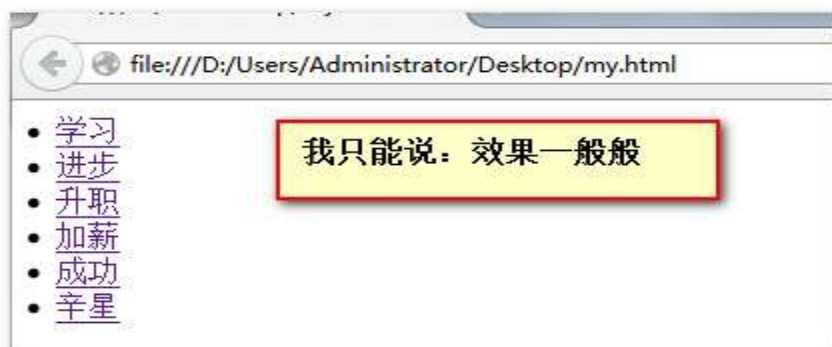 file:///D:/Users/Administrator/Desktop/my.html
学习
进步
升职
加薪
成功
辛星
我只能说：效果一般般